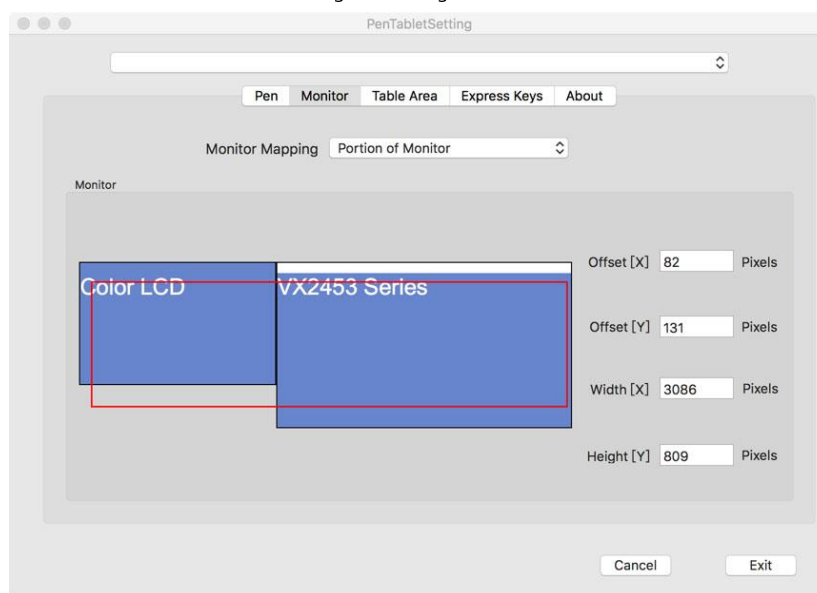 PenTabletSetting
Pen Monitor Table Area Express Keys About
Monitor Mapping Portion of Monitor
Monitor
Color LCD VX2453 Series
Offset [X] 82 Pixels
Offset [Y] 131 Pixels
Width [X] 3086 Pixels
Height [Y] 809 Pixels
Cancel Exit